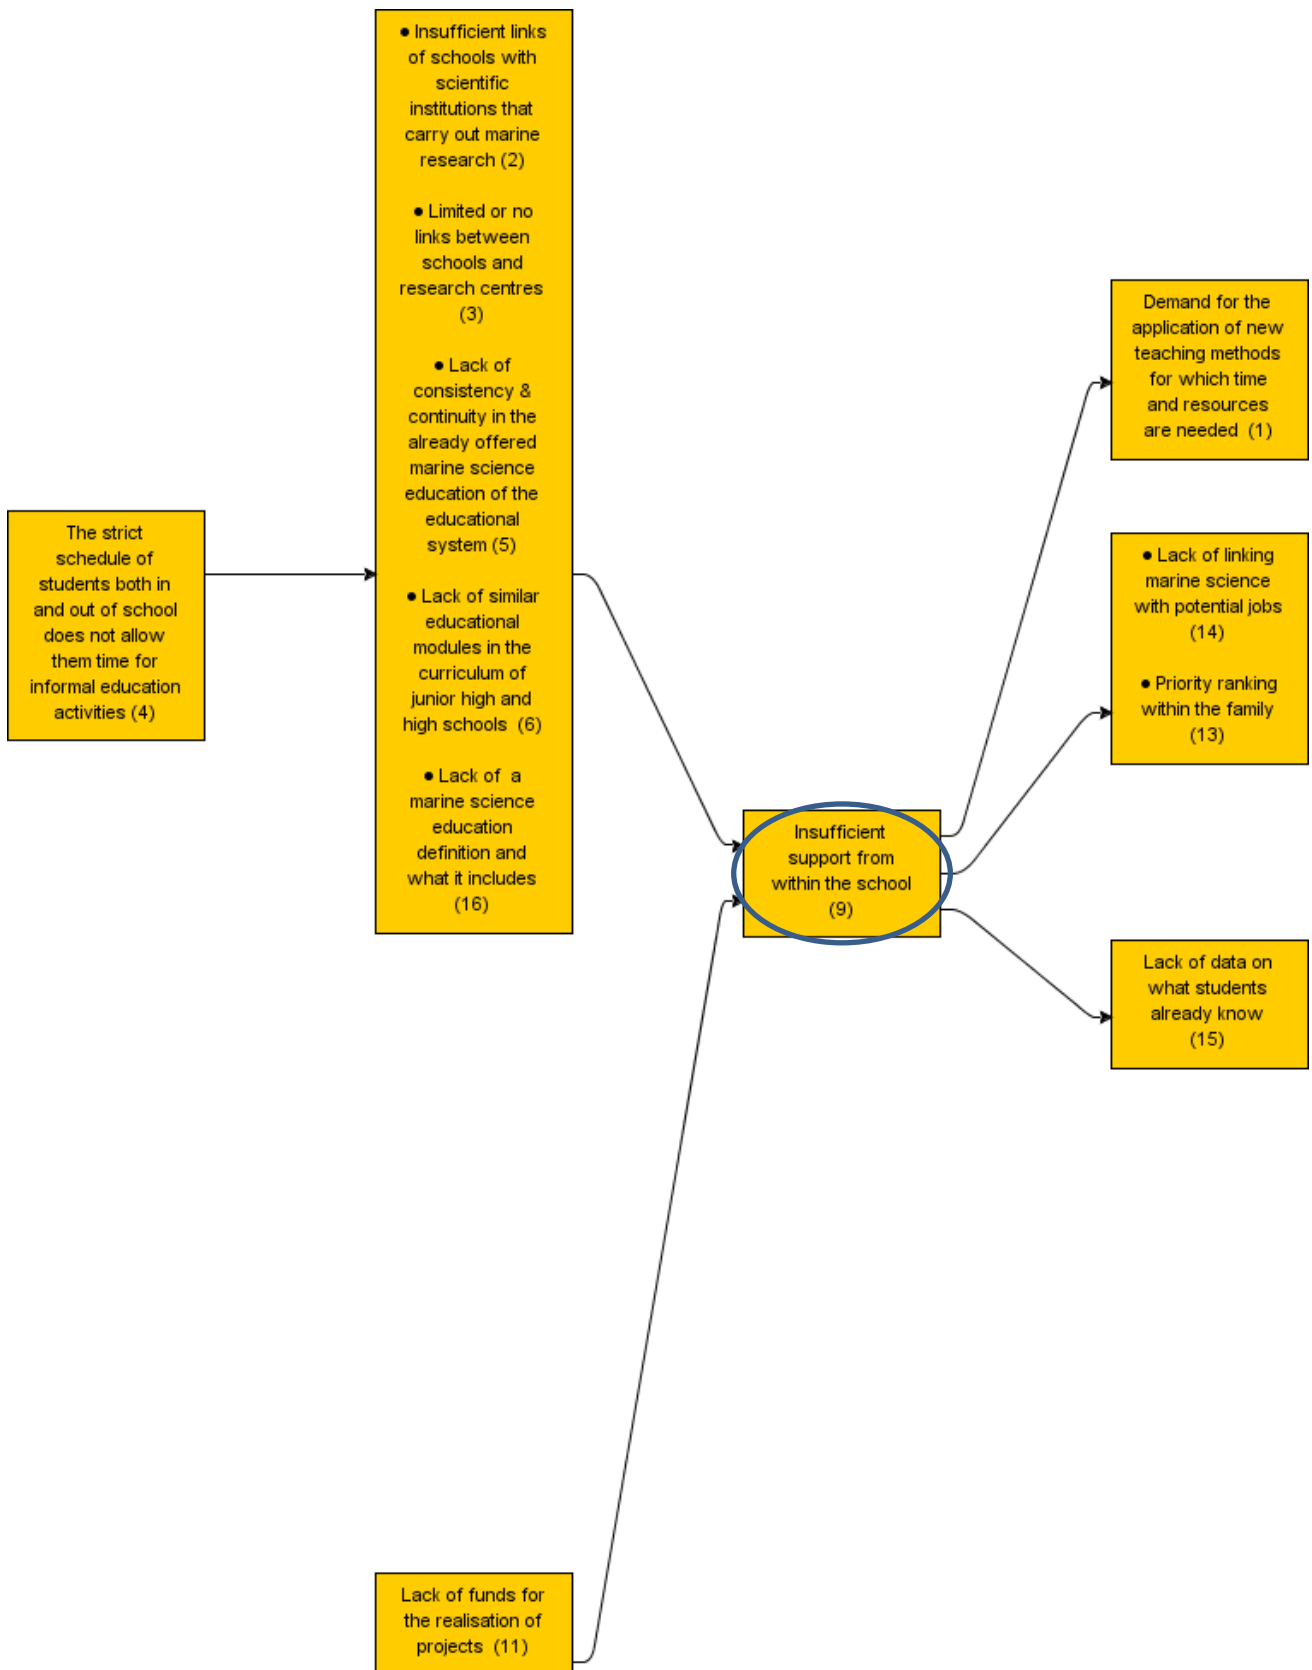 The strict
schedule of
students both in
and out of school
does not allow
them time for
informal education
activities (4)
● Insufficient links
of schools with
scientific
institutions that
carry out marine
research (2)
● Limited or no
links between
schools and
research centres
(3)
● Lack of
consistency &
continuity in the
already offered
marine science
education of the
educational
system (5)
● Lack of similar
educational
modules in the
curriculum of
junior high and
high schools (6)
● Lack of a
marine science
education
definition and
what it includes
(16)
Lack of funds for
the realisation of
projects (11)
Insufficient
support from
within the school
(9)
Demand for the
application of new
teaching methods
for which time
and resources
are needed (1)
● Lack of linking
marine science
with potential jobs
(14)
● Priority ranking
within the family
(13)
Lack of data on
what students
already know
(15)